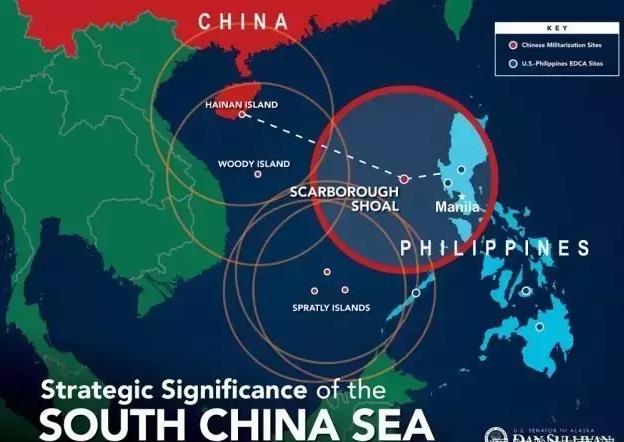 CHINA
KEY
Chinese Militarization Sites
U.S.-Philippines EDCA Sites
HAINAN ISLAND
WOODY ISLAND
SCARBOROUGH
SHOAL
Manila
PHILIPPINES
SPRATLY ISLANDS
Strategic Significance of the
SOUTH CHINA SEA
U.S. SENATOR for ALASKA
DAN SULLIVAN